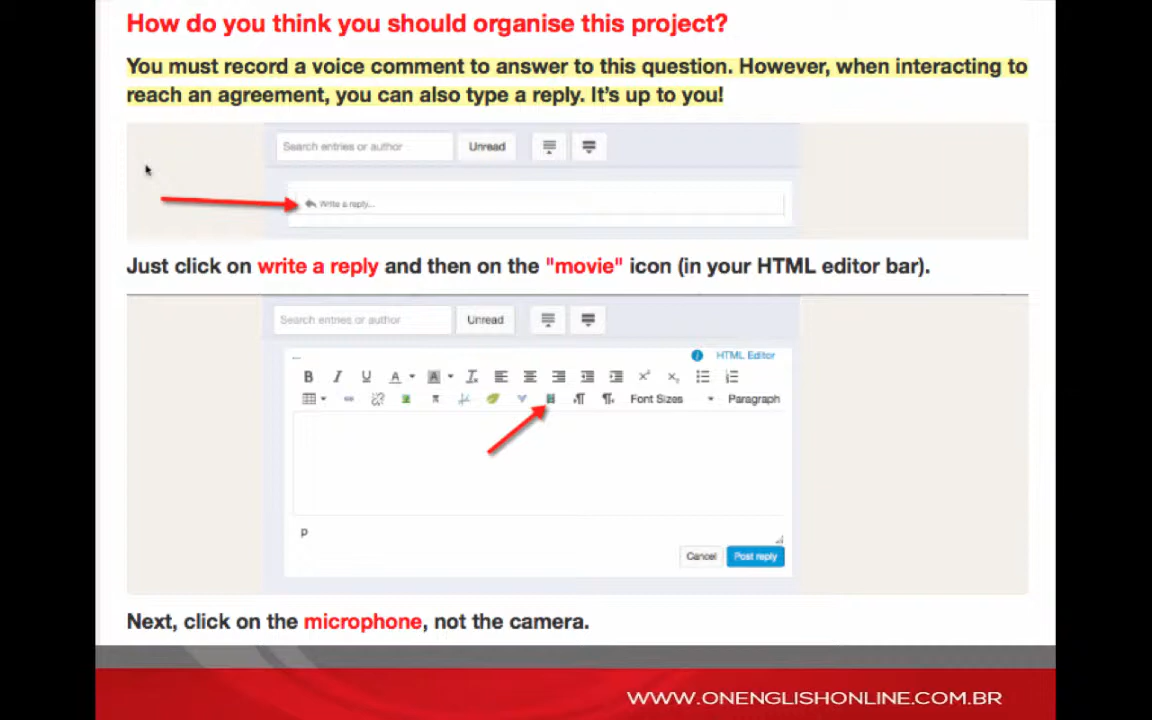 How do you think you should organise this project?
You must record a voice comment to answer to this question. However, when interacting to
reach an agreement, you can also type a reply. It's up to you!
Search entries or author Unread
Write a reply...
Just click on write a reply and then on the "movie" icon (in your HTML editor bar).
Search entries or author Unread
HTML Editor
Font Sizes Paragraph
P
Cancel Post reply
Next, click on the microphone, not the camera.
WWW.ONENGLISHONLINE.COM.BR